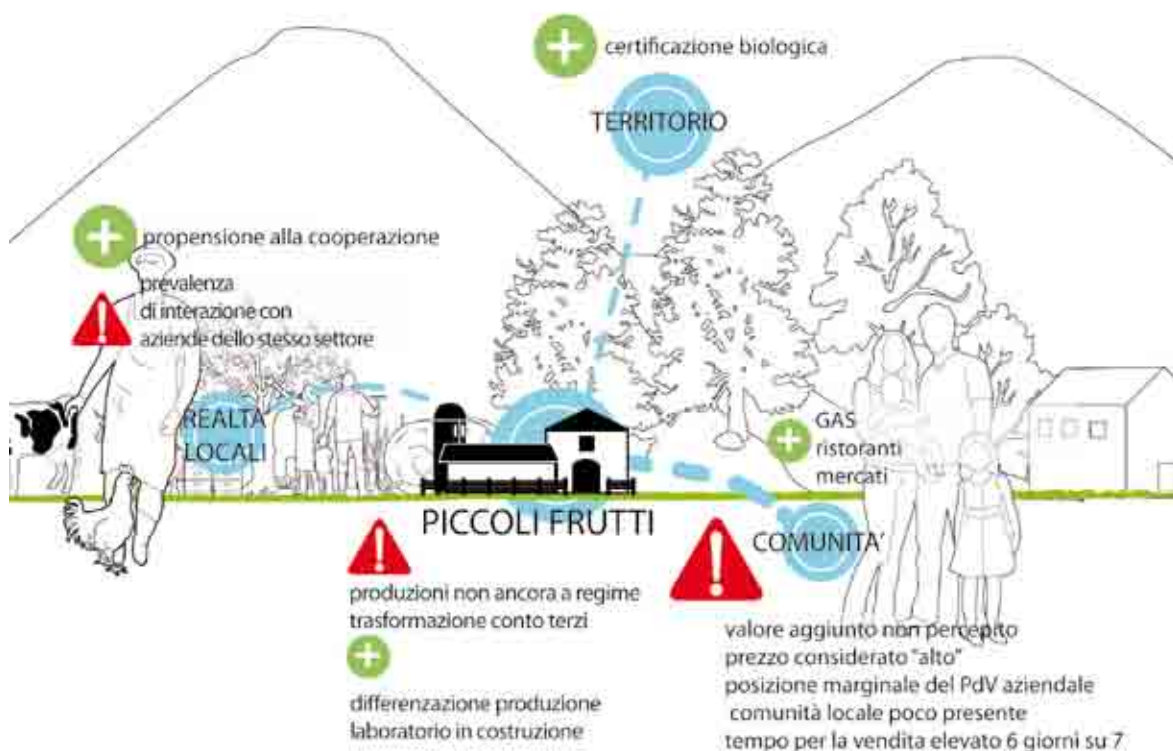 certificazione biologica
TERRITORIO
propensione alla cooperazione
prevalenza
di interazione con
aziende dello stesso settore
REALTA
LOCALI
GAS
ristoranti
mercati
PICCOLI FRUTTI
COMUNITA'
produzioni non ancora a regime
trasformazione conto terzi
differenzazione produzione
laboratorio in costruzione
valore aggiunto non percepito
prezzo considerato "alto"
posizione marginale del PdV aziendale
comunità locale poco presente
tempo per la vendita elevato 6 giorni su 7